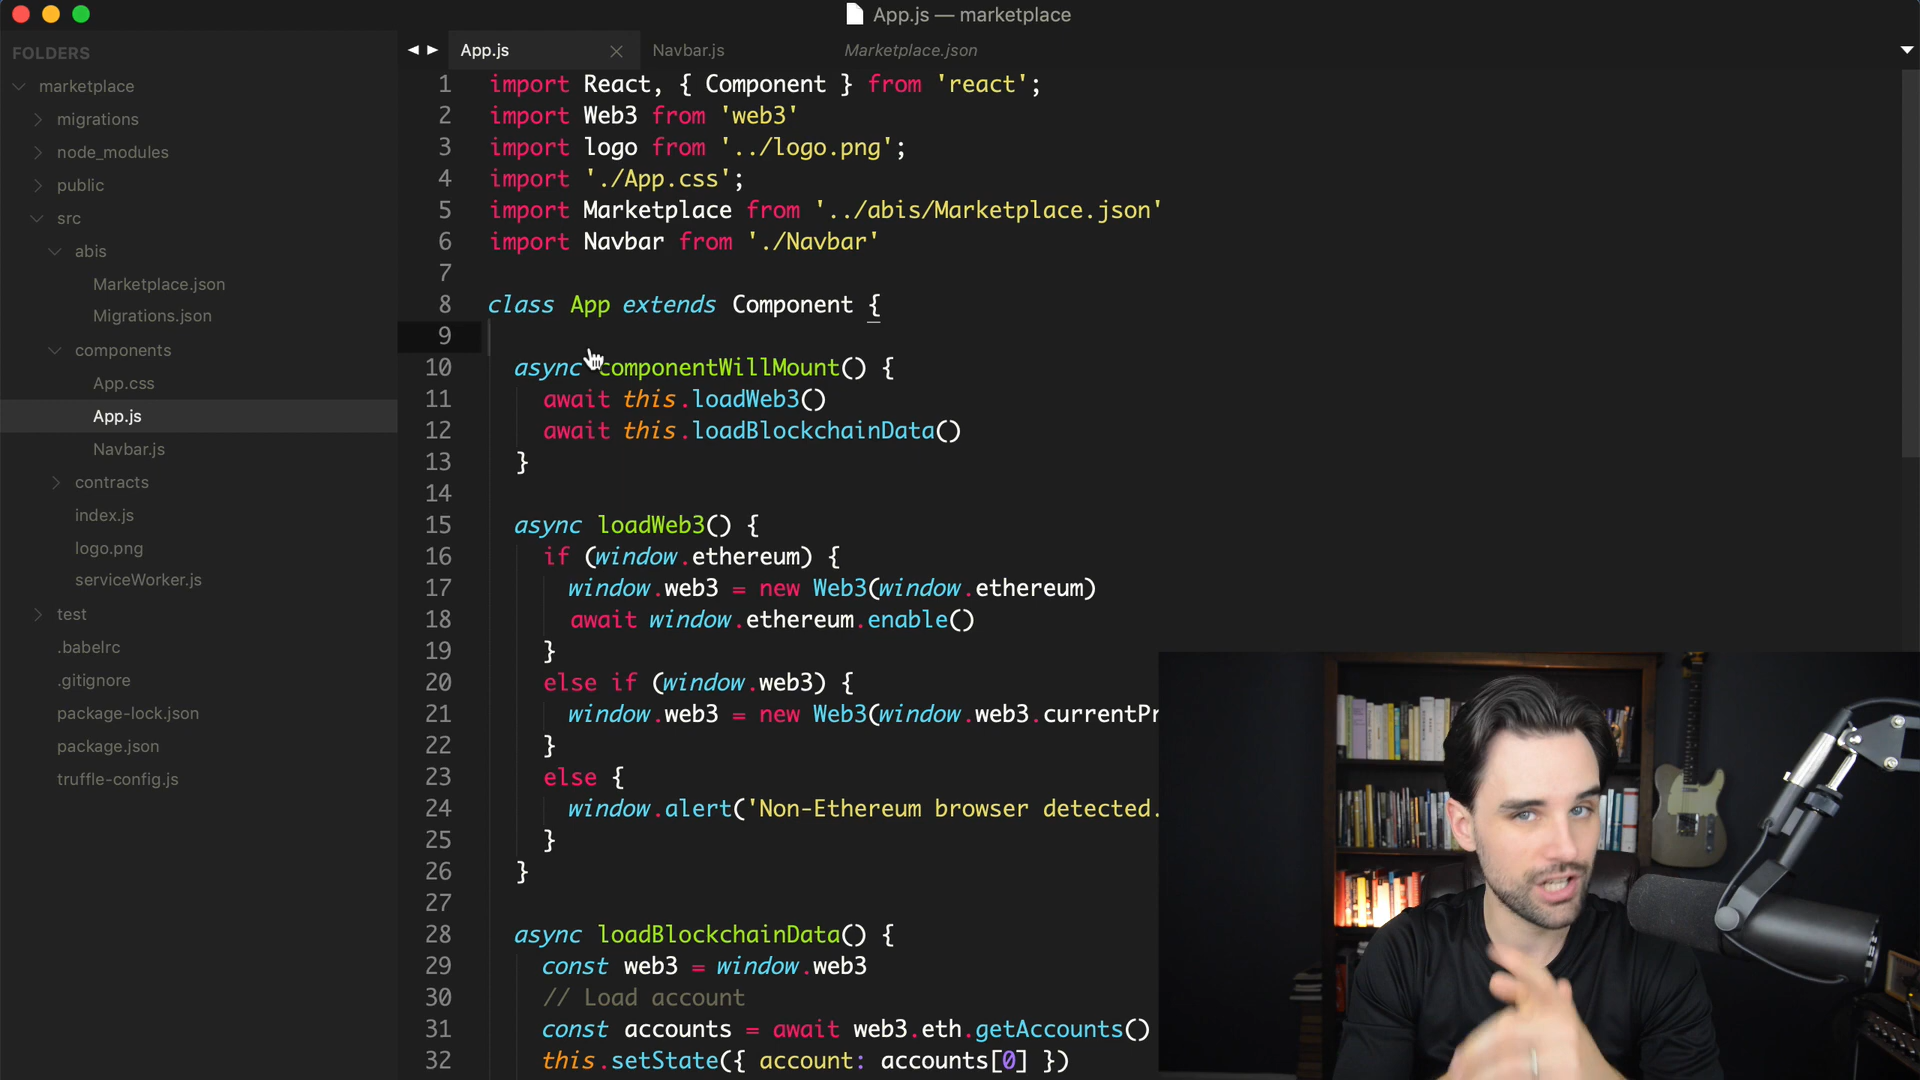 App.js — marketplace
FOLDERS
marketplace
migrations
node_modules
public
src
abis
Marketplace.json
Migrations.json
components
App.css
App.js
Navbar.js
contracts
index.js
logo.png
serviceWorker.js
test
.babelrc
.gitignore
package-lock.json
package.json
truffle-config.js
App.js
Navbar.js
Marketplace.json
1 import React, { Component } from 'react';
2 import Web3 from 'web3'
3 import logo from '../logo.png';
4 import './App.css';
5 import Marketplace from '../abis/Marketplace.json'
6 import Navbar from './Navbar'
7
8 class App extends Component {
9
10 async componentWillMount() {
11 await this.loadWeb3()
12 await this.loadBlockchainData()
13 }
14
15 async loadWeb3() {
16 if (window.ethereum) {
17 window.web3 = new Web3(window.ethereum)
18 await window.ethereum.enable()
19 }
20 else if (window.web3) {
21 window.web3 = new Web3(window.web3.currentPr
22 }
23 else {
24 window.alert('Non-Ethereum browser detected.
25 }
26 }
27
28 async loadBlockchainData() {
29 const web3 = window.web3
30 // Load account
31 const accounts = await web3.eth.getAccounts()
32 this.setState({ account: accounts[0] })